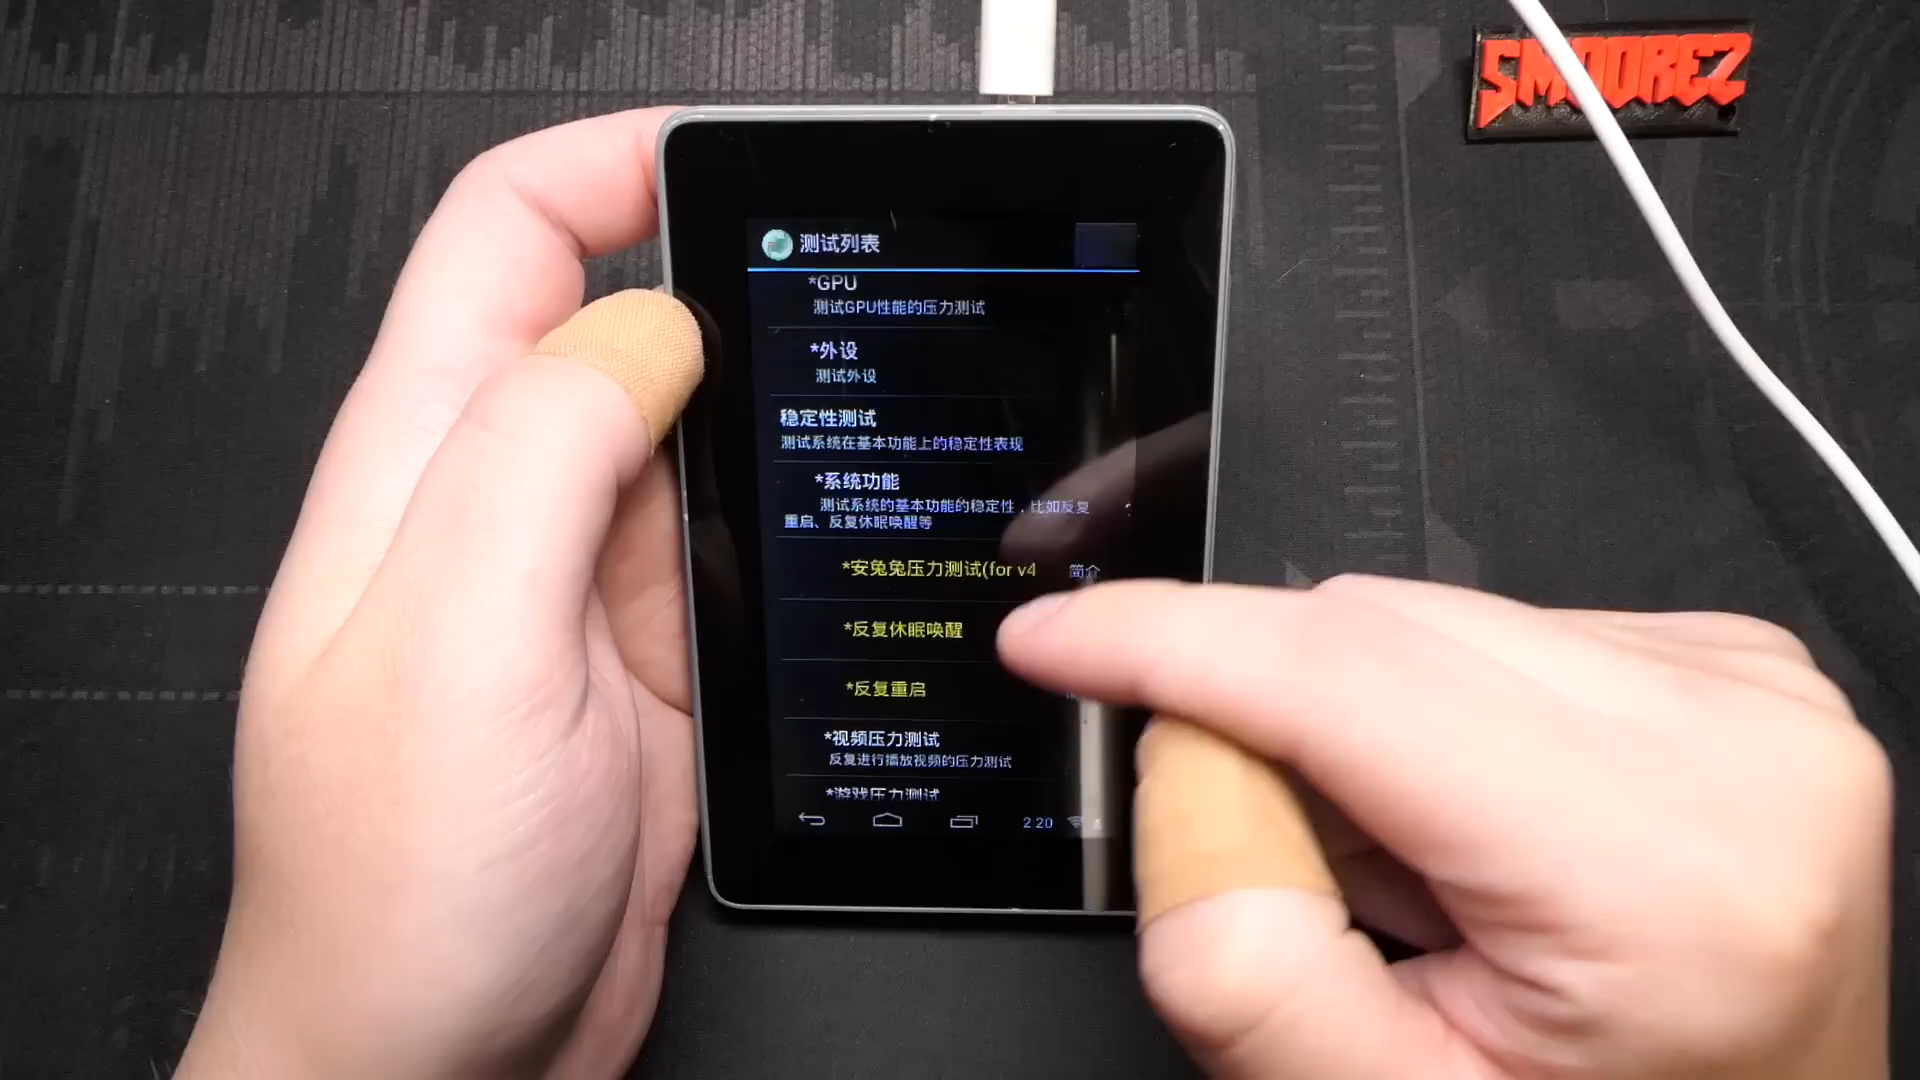 SMOOREZ
测试列表
*GPU
测试GPU性能的压力测试
*外设
测试外设
稳定性测试
测试系统在基本功能上的稳定性表现
*系统功能
测试系统的基本功能的稳定性，比如反复
重启、反复休眠唤醒等
*安兔兔压力测试(for v4
简介
*反复休眠唤醒
*反复重启
*视频压力测试
反复进行播放视频的压力测试
*游戏压力测试
2:20